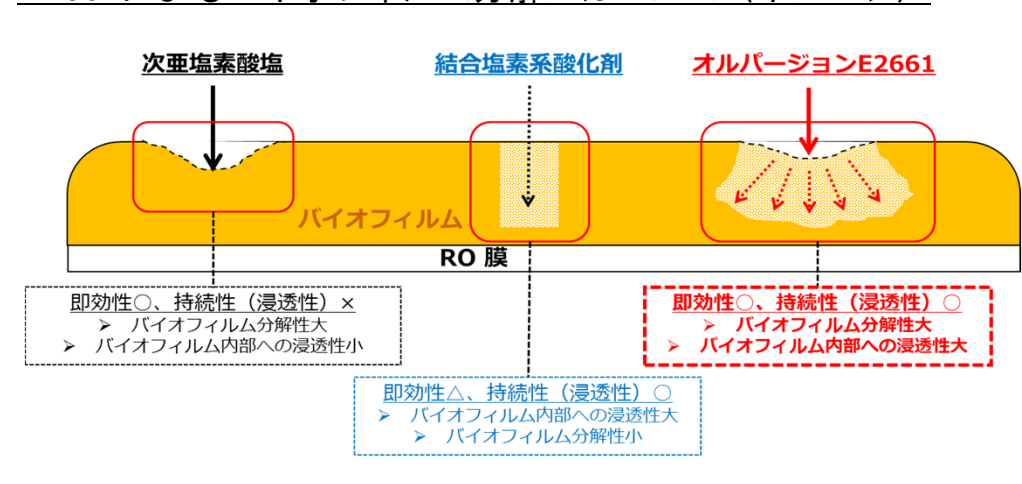 次亜塩素酸塩
結合塩素系酸化剤
オルパージョンE2661
バイオフィルム
RO 膜
即効性○、持続性（浸透性）×
➢ バイオフィルム分解性大
➢ バイオフィルム内部への浸透性小
即効性△、持続性（浸透性）○
➢ バイオフィルム内部への浸透性大
➢ バイオフィルム分解性小
即効性○、持続性（浸透性）○
➢ バイオフィルム分解性大
➢ バイオフィルム内部への浸透性大